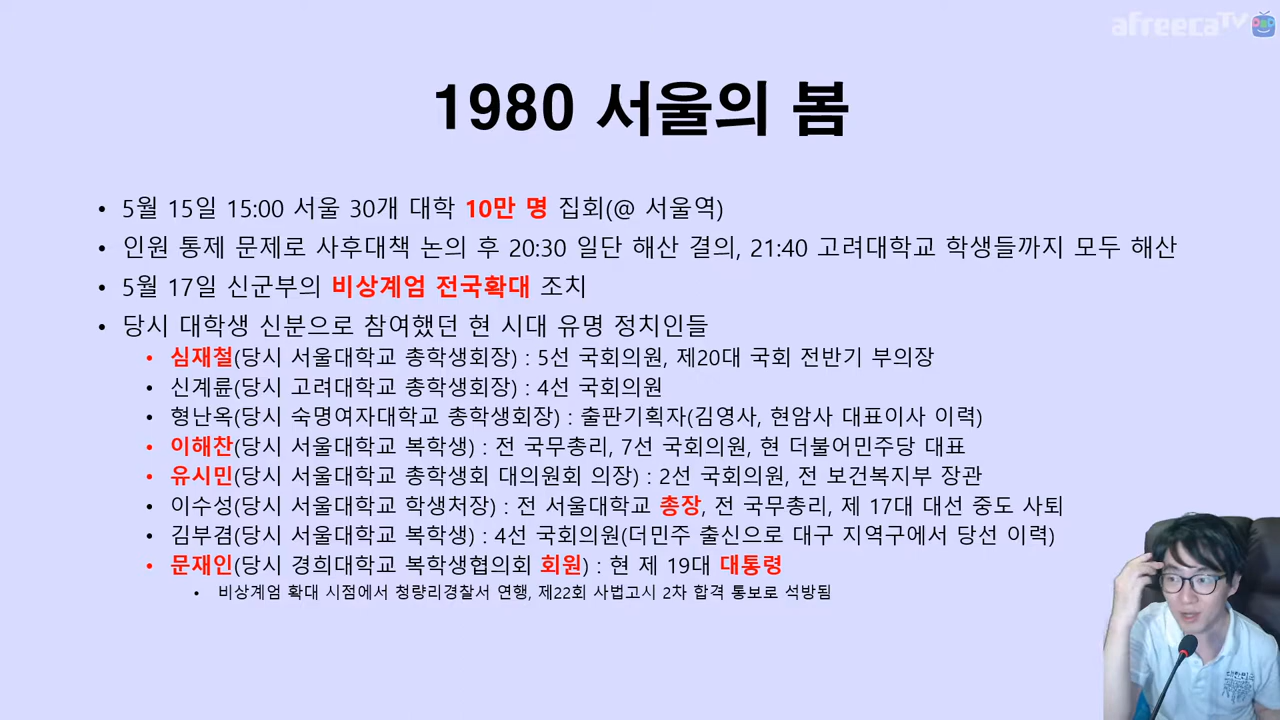 afreecaTV
1980 서울의 봄
• 5월 15일 15:00 서울 30개 대학 10만 명 집회(@ 서울역)
• 인원 통제 문제로 사후대책 논의 후 20:30 일단 해산 결의, 21:40 고려대학교 학생들까지 모두 해산
• 5월 17일 신군부의 비상계엄 전국확대 조치
• 당시 대학생 신분으로 참여했던 현 시대 유명 정치인들
• 심재철(당시 서울대학교 총학생회장) : 5선 국회의원, 제20대 국회 전반기 부의장
• 신계륜(당시 고려대학교 총학생회장) : 4선 국회의원
• 형난옥(당시 숙명여자대학교 총학생회장) : 출판기획자(김영사, 현암사 대표이사 이력)
• 이해찬(당시 서울대학교 복학생) : 전 국무총리, 7선 국회의원, 현 더불어민주당 대표
• 유시민(당시 서울대학교 총학생회 대의원회 의장) : 2선 국회의원, 전 보건복지부 장관
• 이수성(당시 서울대학교 학생처장) : 전 서울대학교 총장, 전 국무총리, 제 17대 대선 중도 사퇴
• 김부겸(당시 서울대학교 복학생) : 4선 국회의원(더민주 출신으로 대구 지역구에서 당선 이력)
• 문재인(당시 경희대학교 복학생협의회 회원) : 현 제 19대 대통령
• 비상계엄 확대 시점에서 청량리경찰서 연행, 제22회 사법고시 2차 합격 통보로 석방됨